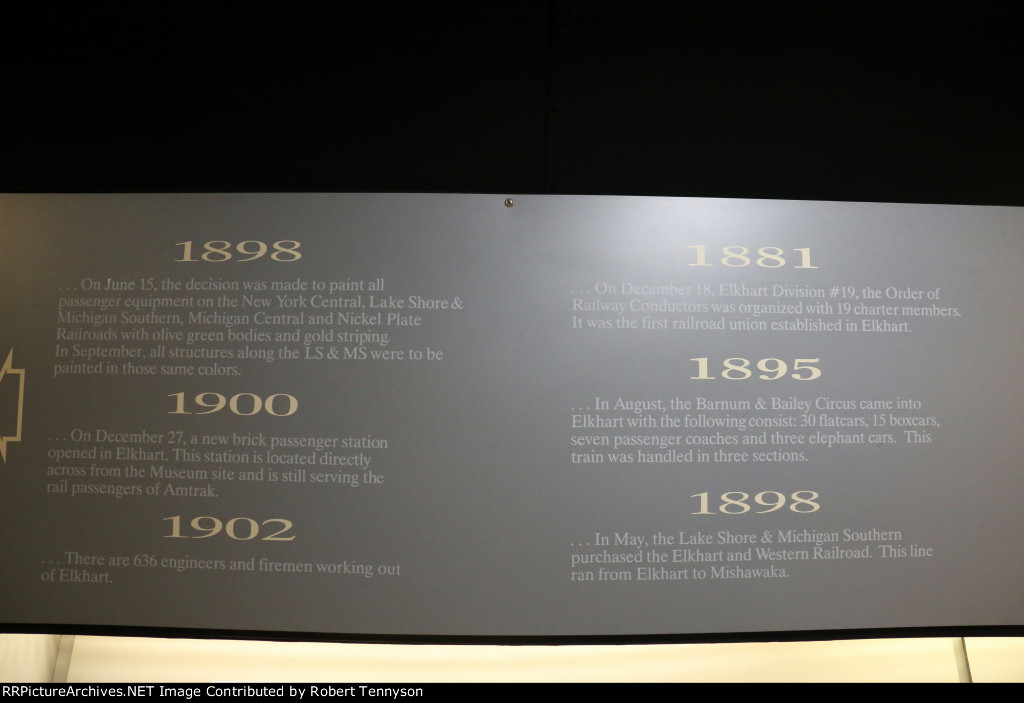 1898
. . . On June 15, the decision was made to paint all
passenger equipment on the New York Central, Lake Shore &
Michigan Southern, Michigan Central and Nickel Plate
Railroads with olive green bodies and gold striping.
In September, all structures along the LS & MS were to be
painted in those same colors.
1900
. . . On December 27, a new brick passenger station
opened in Elkhart. This station is located directly
across from the Museum site and is still serving the
rail passengers of Amtrak.
1902
. . . There are 636 engineers and firemen working out
of Elkhart.
1881
. . . On December 18, Elkhart Division #19, the Order of
Railway Conductors was organized with 19 charter members.
It was the first railroad union established in Elkhart.
1895
. . . In August, the Barnum & Bailey Circus came into
Elkhart with the following consist: 30 flatcars, 15 boxcars,
seven passenger coaches and three elephant cars. This
train was handled in three sections.
1898
. . . In May, the Lake Shore & Michigan Southern
purchased the Elkhart and Western Railroad. This line
ran from Elkhart to Mishawaka.
RRPictureArchives.NET Image Contributed by Robert Tennyson